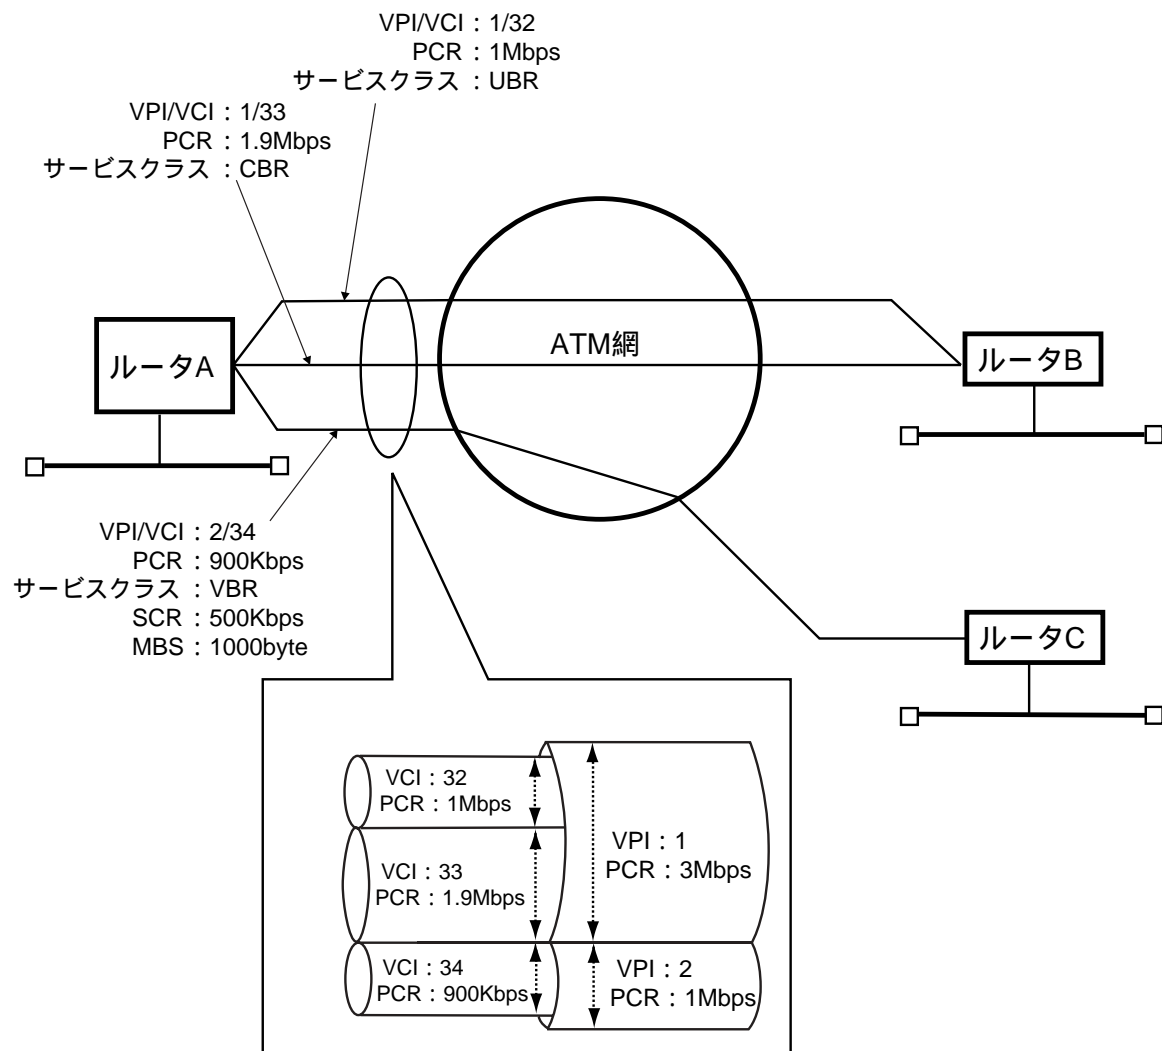 VPI/VCI：1/32
PCR：1Mbps
サービスクラス：UBR
VPI/VCI：1/33
PCR：1.9Mbps
サービスクラス：CBR
ATM網
ルータA
ルータB
VPI/VCI：2/34
PCR：900Kbps
サービスクラス：VBR
SCR：500Kbps
MBS：1000byte
ルータC
VCI：32
PCR：1Mbps
VCI：33
PCR：1.9Mbps
VPI：1
PCR：3Mbps
VCI：34
PCR：900Kbps
VPI：2
PCR：1Mbps